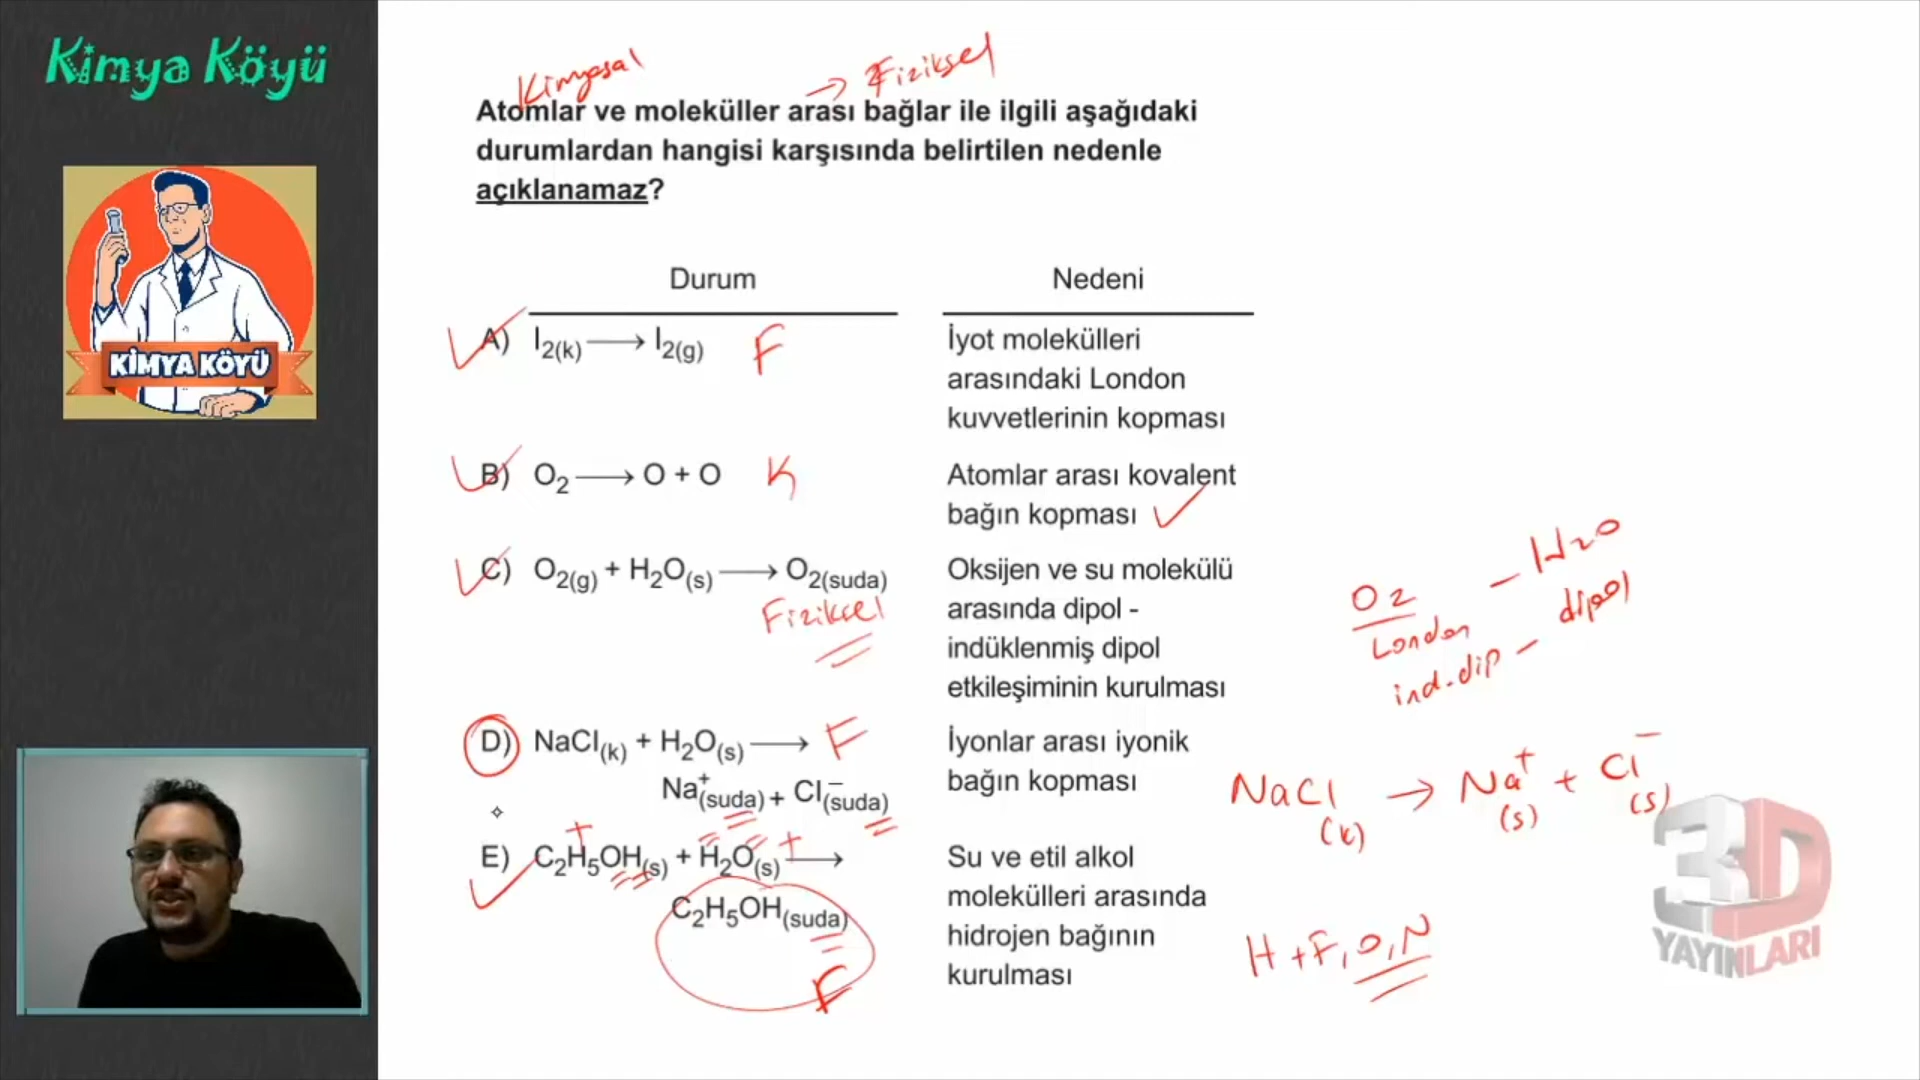 Kimya Köyü
KİMYA KÖYÜ
Kimyasal → Fiziksel
Atomlar ve moleküller arası bağlar ile ilgili aşağıdaki
durumlardan hangisi karşısında belirtilen nedenle
açıklanamaz?
Durum Nedeni
A) I2(k) → I2(g) F İyot molekülleri
arasındaki London
kuvvetlerinin kopması
B) O2 → O + O K Atomlar arası kovalent
bağın kopması
C) O2(g) + H2O(s) → O2(suda) Oksijen ve su molekülü
Fiziksel arasında dipol -
indüklenmiş dipol
etkileşiminin kurulması
O2 - H2O
London dipol
ind.dip -
D) NaCl(k) + H2O(s) → F İyonlar arası iyonik
Na+(suda) + Cl-(suda) bağın kopması
NaCl(k) → Na+(s) + Cl-(s)
E) C2H5OH(s) + H2O(s) → Su ve etil alkol
C2H5OH(suda) molekülleri arasında
hidrojen bağının
F kurulması
H + F, O, N
3D
YAYINLARI